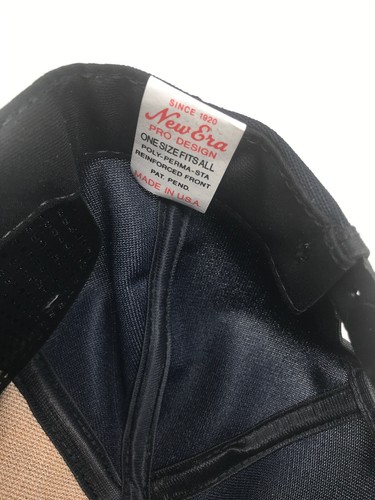 SINCE 1920
New Era
PRO DESIGN
ONE SIZE FITS ALL
POLY-PERMA-STA
REINFORCED FRONT
PAT. PEND.
MADE IN U.S.A.